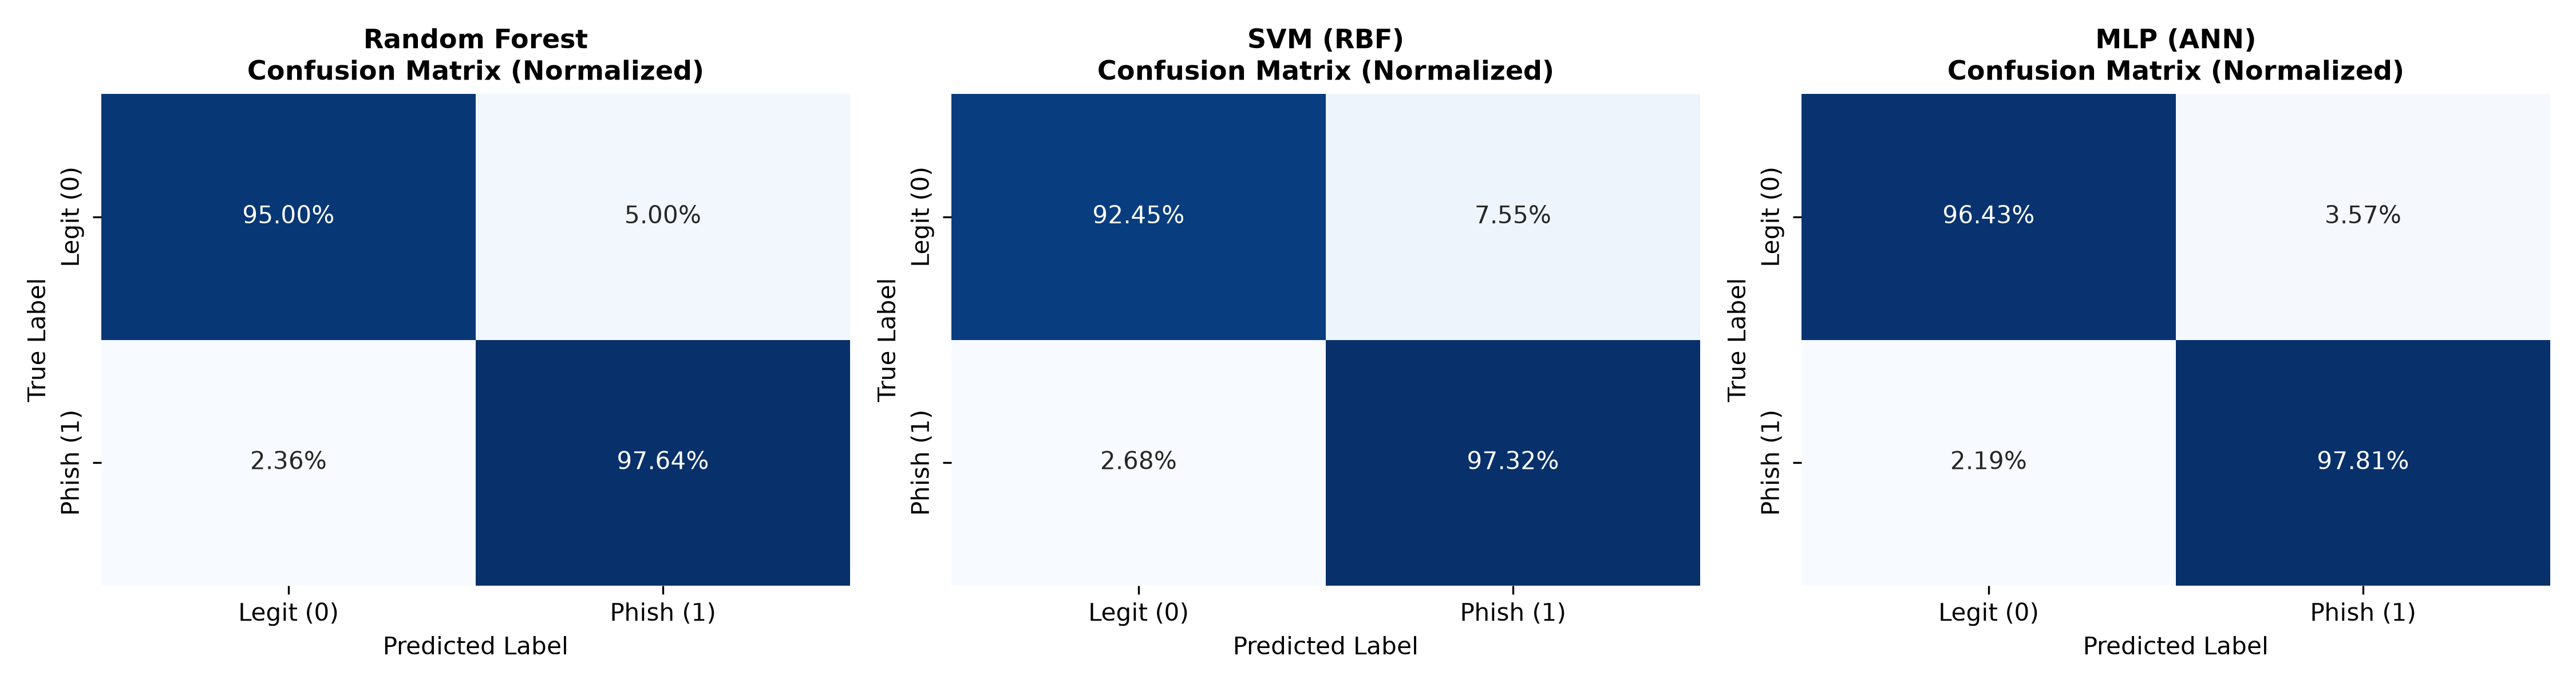 Random Forest
Confusion Matrix (Normalized)
True Label
Legit (0)
95.00%
5.00%
Phish (1)
2.36%
97.64%
Legit (0)
Phish (1)
Predicted Label
SVM (RBF)
Confusion Matrix (Normalized)
True Label
Legit (0)
92.45%
7.55%
Phish (1)
2.68%
97.32%
Legit (0)
Phish (1)
Predicted Label
MLP (ANN)
Confusion Matrix (Normalized)
True Label
Legit (0)
96.43%
3.57%
Phish (1)
2.19%
97.81%
Legit (0)
Phish (1)
Predicted Label